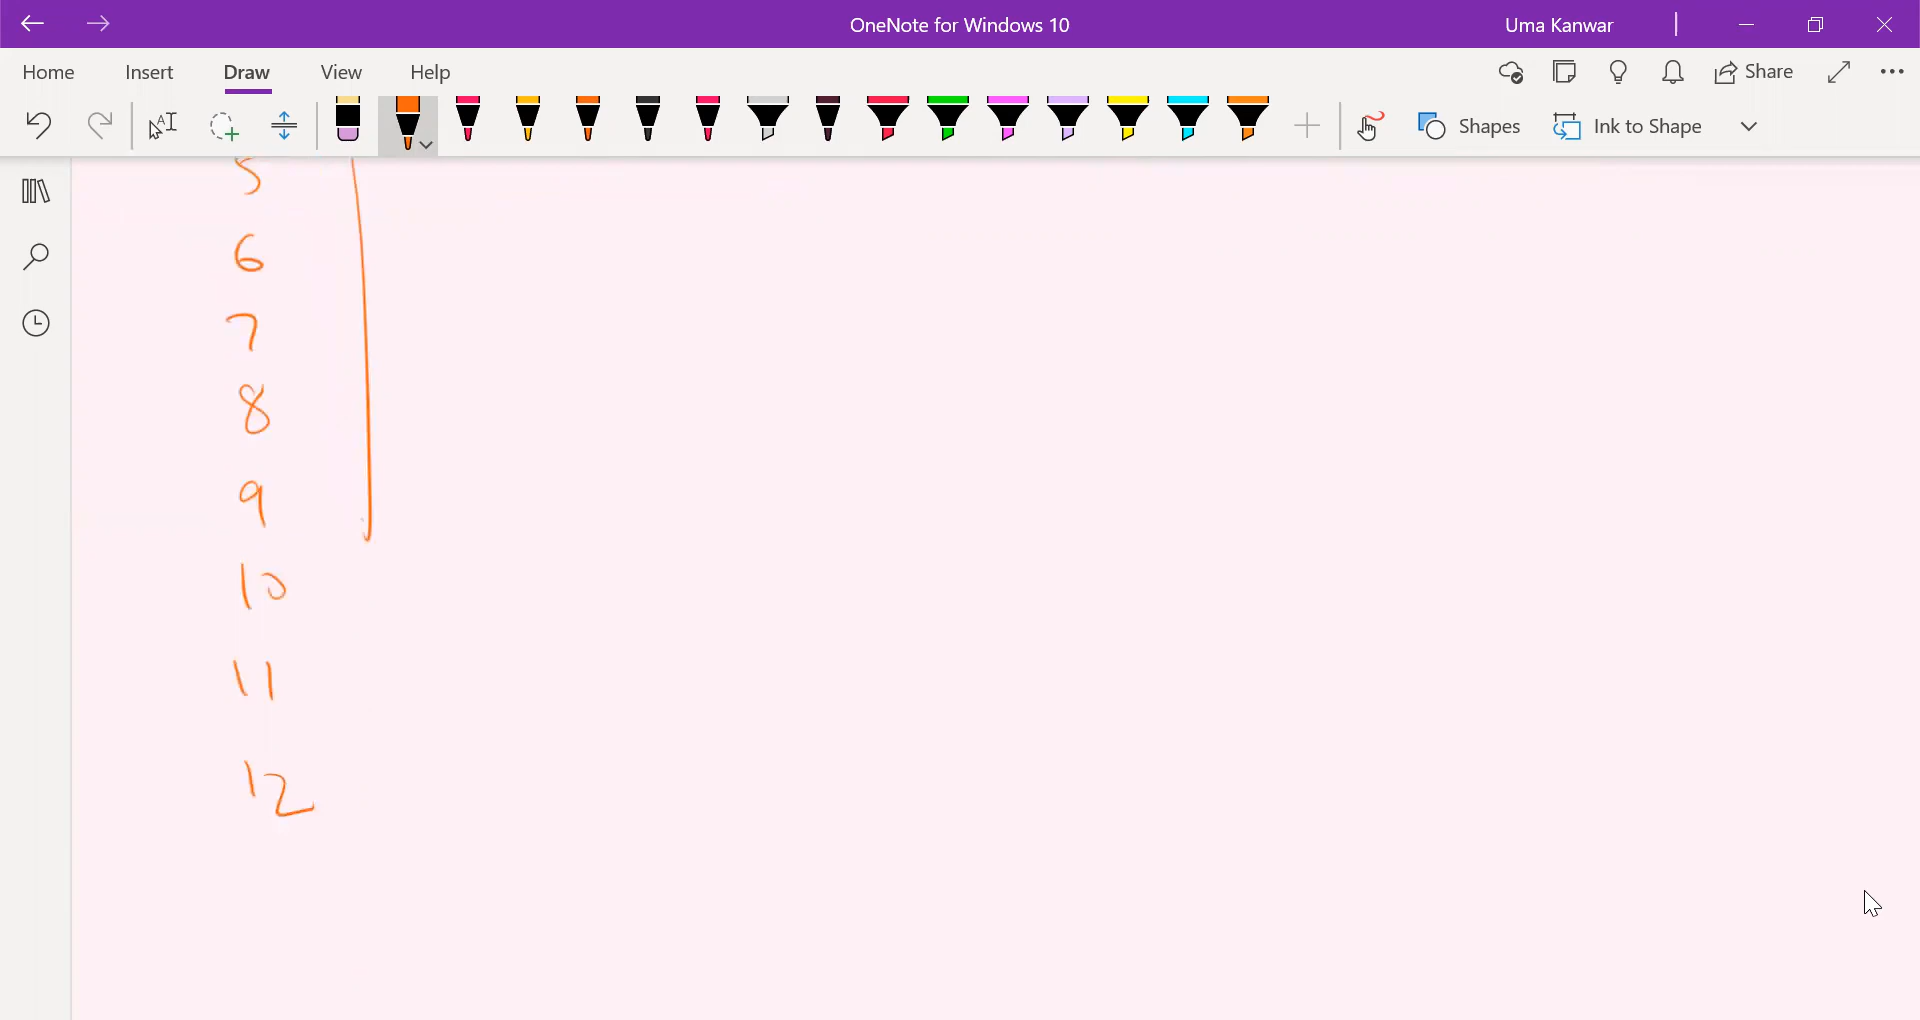 OneNote for Windows 10
Uma Kanwar
Home Insert Draw View Help
Share
Shapes
Ink to Shape
5
6
7
8
9
10
11
12